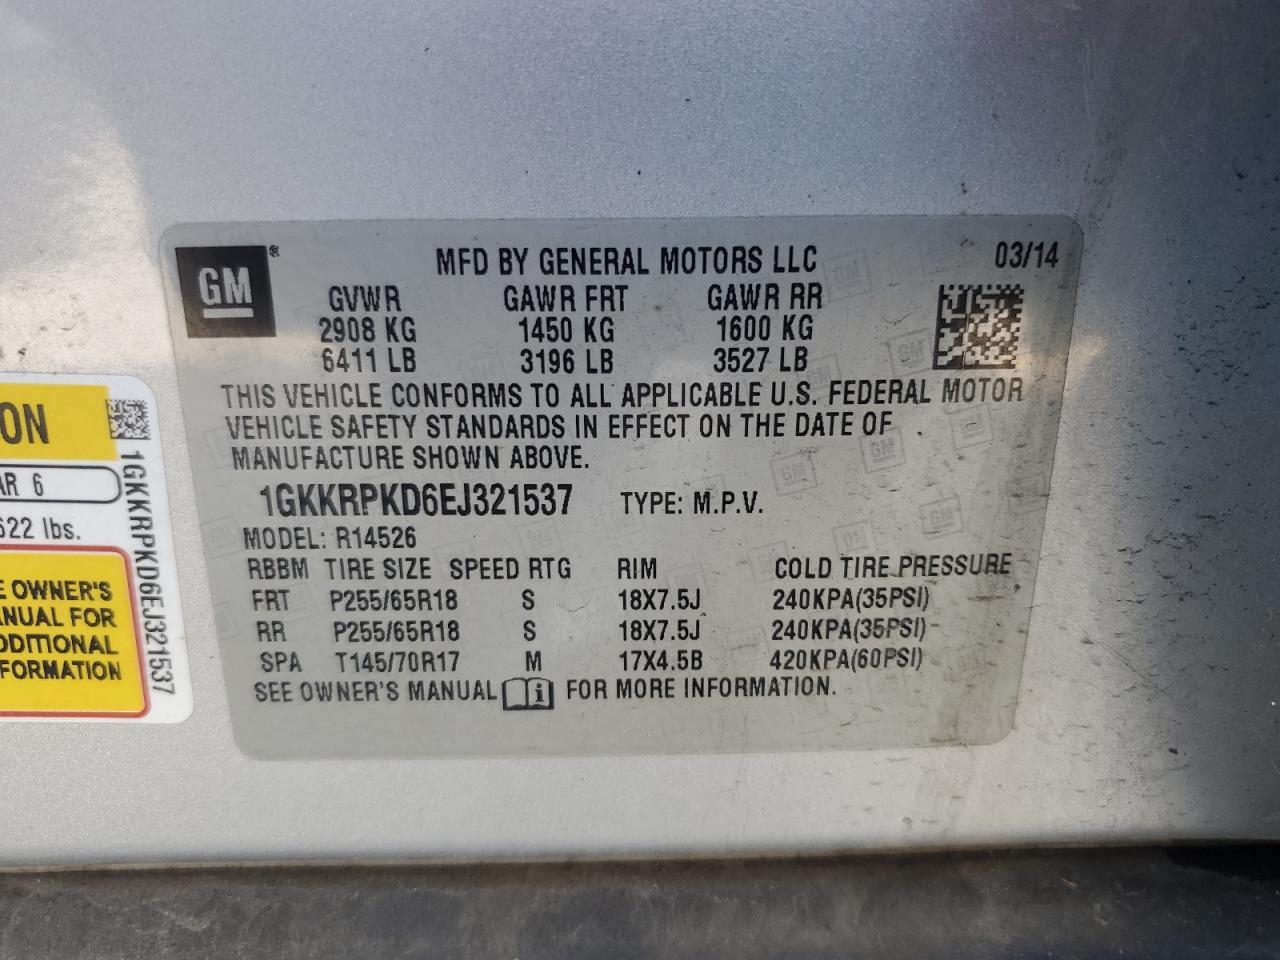 GM
®
MFD BY GENERAL MOTORS LLC 03/14
GVWR GAWR FRT GAWR RR
2908 KG 1450 KG 1600 KG
6411 LB 3196 LB 3527 LB
THIS VEHICLE CONFORMS TO ALL APPLICABLE U.S. FEDERAL MOTOR
VEHICLE SAFETY STANDARDS IN EFFECT ON THE DATE OF
MANUFACTURE SHOWN ABOVE.
1GKKRPKD6EJ321537 TYPE: M.P.V.
MODEL: R14526
RBBM TIRE SIZE SPEED RTG RIM COLD TIRE PRESSURE
FRT P255/65R18 S 18X7.5J 240KPA(35PSI)
RR P255/65R18 S 18X7.5J 240KPA(35PSI)
SPA T145/70R17 M 17X4.5B 420KPA(60PSI)
SEE OWNER'S MANUAL FOR MORE INFORMATION.
ON
AR 6
622 lbs.
E OWNER'S
ANUAL FOR
DDITIONAL
FORMATION
1GKKRPKD6EJ321537